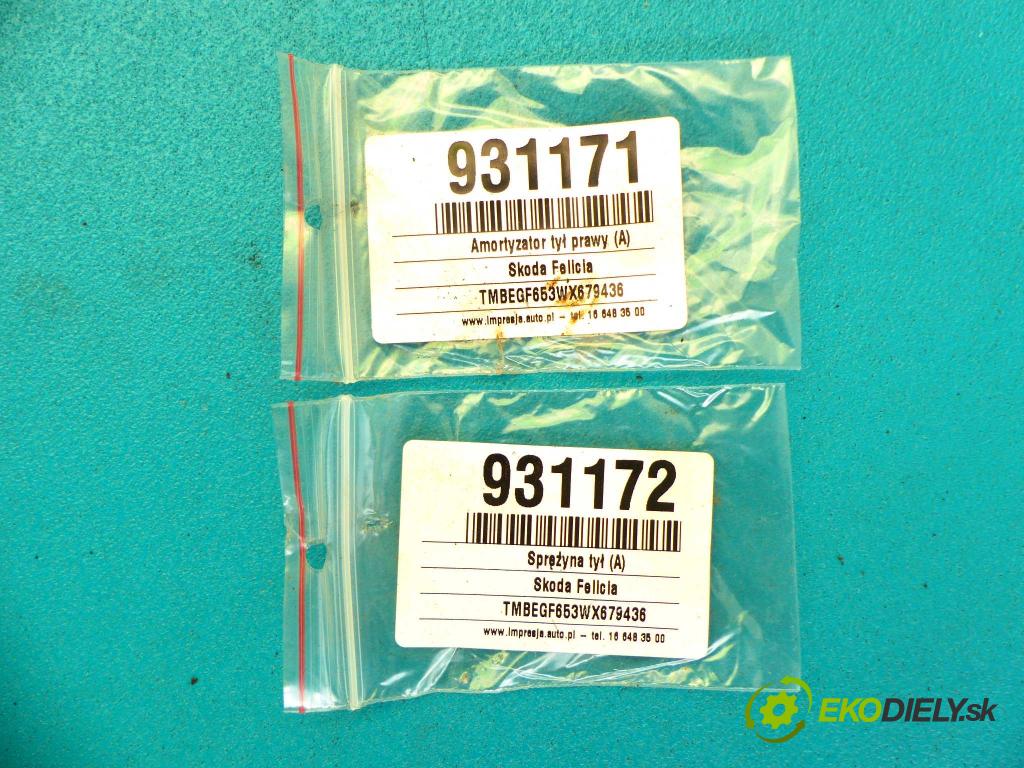 931171
Amortyzator tył prawy (A)
Skoda Felicia
TMBEGF653WX679436
www.impresja.auto.pl – tel. 16 648 35 00
931172
Sprężyna tył (A)
Skoda Felicia
TMBEGF653WX679436
www.impresja.auto.pl – tel. 16 648 35 00
EKODIELY.sk